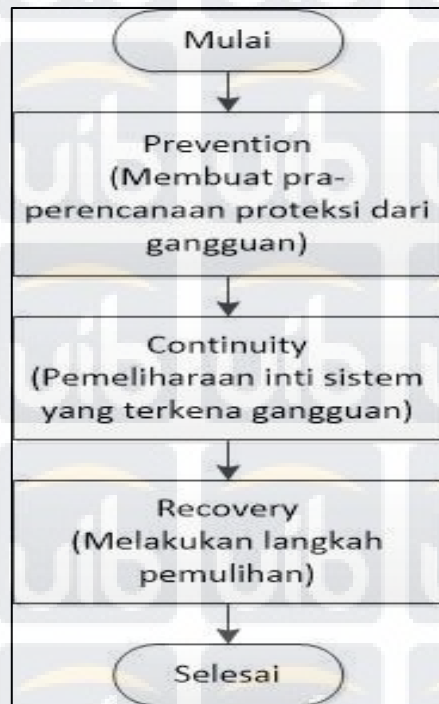 Mulai
Prevention
(Membuat pra-
perencanaan proteksi dari
gangguan)
Continuity
(Pemeliharaan inti sistem
yang terkena gangguan)
Recovery
(Melakukan langkah
pemulihan)
Selesai